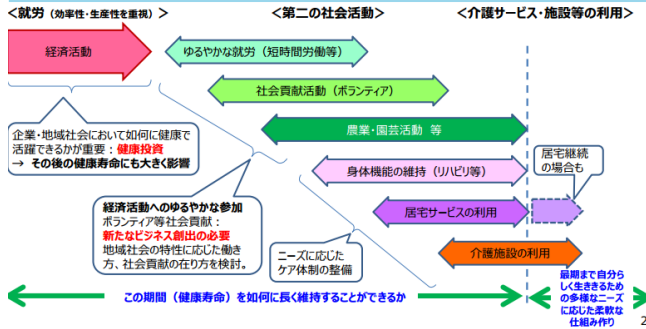 ＜就労（効率性・生産性を重視）＞
＜第二の社会活動＞
＜介護サービス・施設等の利用＞
経済活動
ゆるやかな就労（短時間労働等）
社会貢献活動（ボランティア）
農業・園芸活動 等
身体機能の維持（リハビリ等）
居宅サービスの利用
介護施設の利用
居宅継続
の場合も
企業・地域社会において如何に健康で
活躍できるかが重要：健康投資
→ その後の健康寿命にも大きく影響
経済活動へのゆるやかな参加
ボランティア等社会貢献：
新たなビジネス創出の必要
地域社会の特性に応じた働き
方、社会貢献の在り方を検討。
ニーズに応じた
ケア体制の整備
この期間（健康寿命）を如何に長く維持することができるか
最期まで自分ら
しく生ききるため
の多様なニーズ
に応じた柔軟な
仕組み作り
2